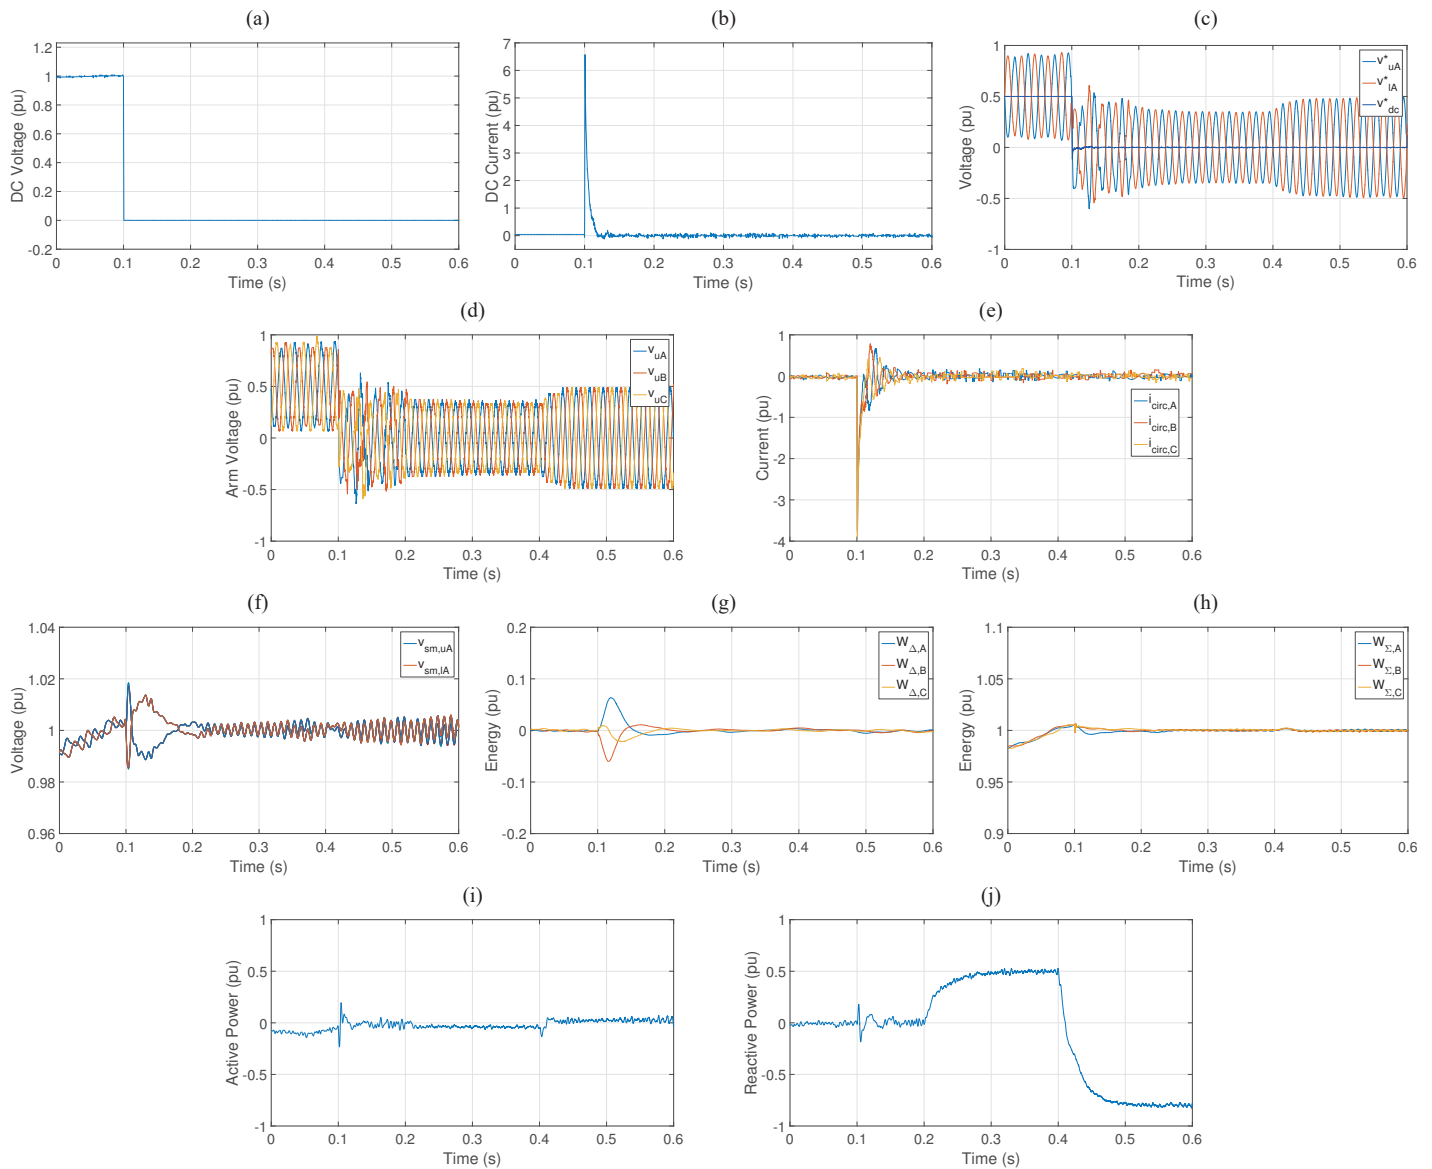 (a)
1.2
1
0.8
0.6
0.4
0.2
0
-0.2
DC Voltage (pu)
0 0.1 0.2 0.3 0.4 0.5 0.6
Time (s)
(b)
7
6
5
4
3
2
1
0
DC Current (pu)
0 0.1 0.2 0.3 0.4 0.5 0.6
Time (s)
(c)
1
0.5
0
-0.5
-1
Voltage (pu)
v*uA
v*lA
v*dc
0 0.1 0.2 0.3 0.4 0.5 0.6
Time (s)
(d)
1
0.5
0
-0.5
-1
Arm Voltage (pu)
vuA
vuB
vuC
0 0.1 0.2 0.3 0.4 0.5 0.6
Time (s)
(e)
1
0
-1
-2
-3
-4
Current (pu)
icirc,A
icirc,B
icirc,C
0 0.1 0.2 0.3 0.4 0.5 0.6
Time (s)
(f)
1.04
1.02
1
0.98
0.96
Voltage (pu)
vsm,uA
vsm,lA
0 0.1 0.2 0.3 0.4 0.5 0.6
Time (s)
(g)
0.2
0.1
0
-0.1
-0.2
Energy (pu)
WΔ,A
WΔ,B
WΔ,C
0 0.1 0.2 0.3 0.4 0.5 0.6
Time (s)
(h)
1.1
1.05
1
0.95
0.9
Energy (pu)
WΣ,A
WΣ,B
WΣ,C
0 0.1 0.2 0.3 0.4 0.5 0.6
Time (s)
(i)
1
0.5
0
-0.5
-1
Active Power (pu)
0 0.1 0.2 0.3 0.4 0.5 0.6
Time (s)
(j)
1
0.5
0
-0.5
-1
Reactive Power (pu)
0 0.1 0.2 0.3 0.4 0.5 0.6
Time (s)